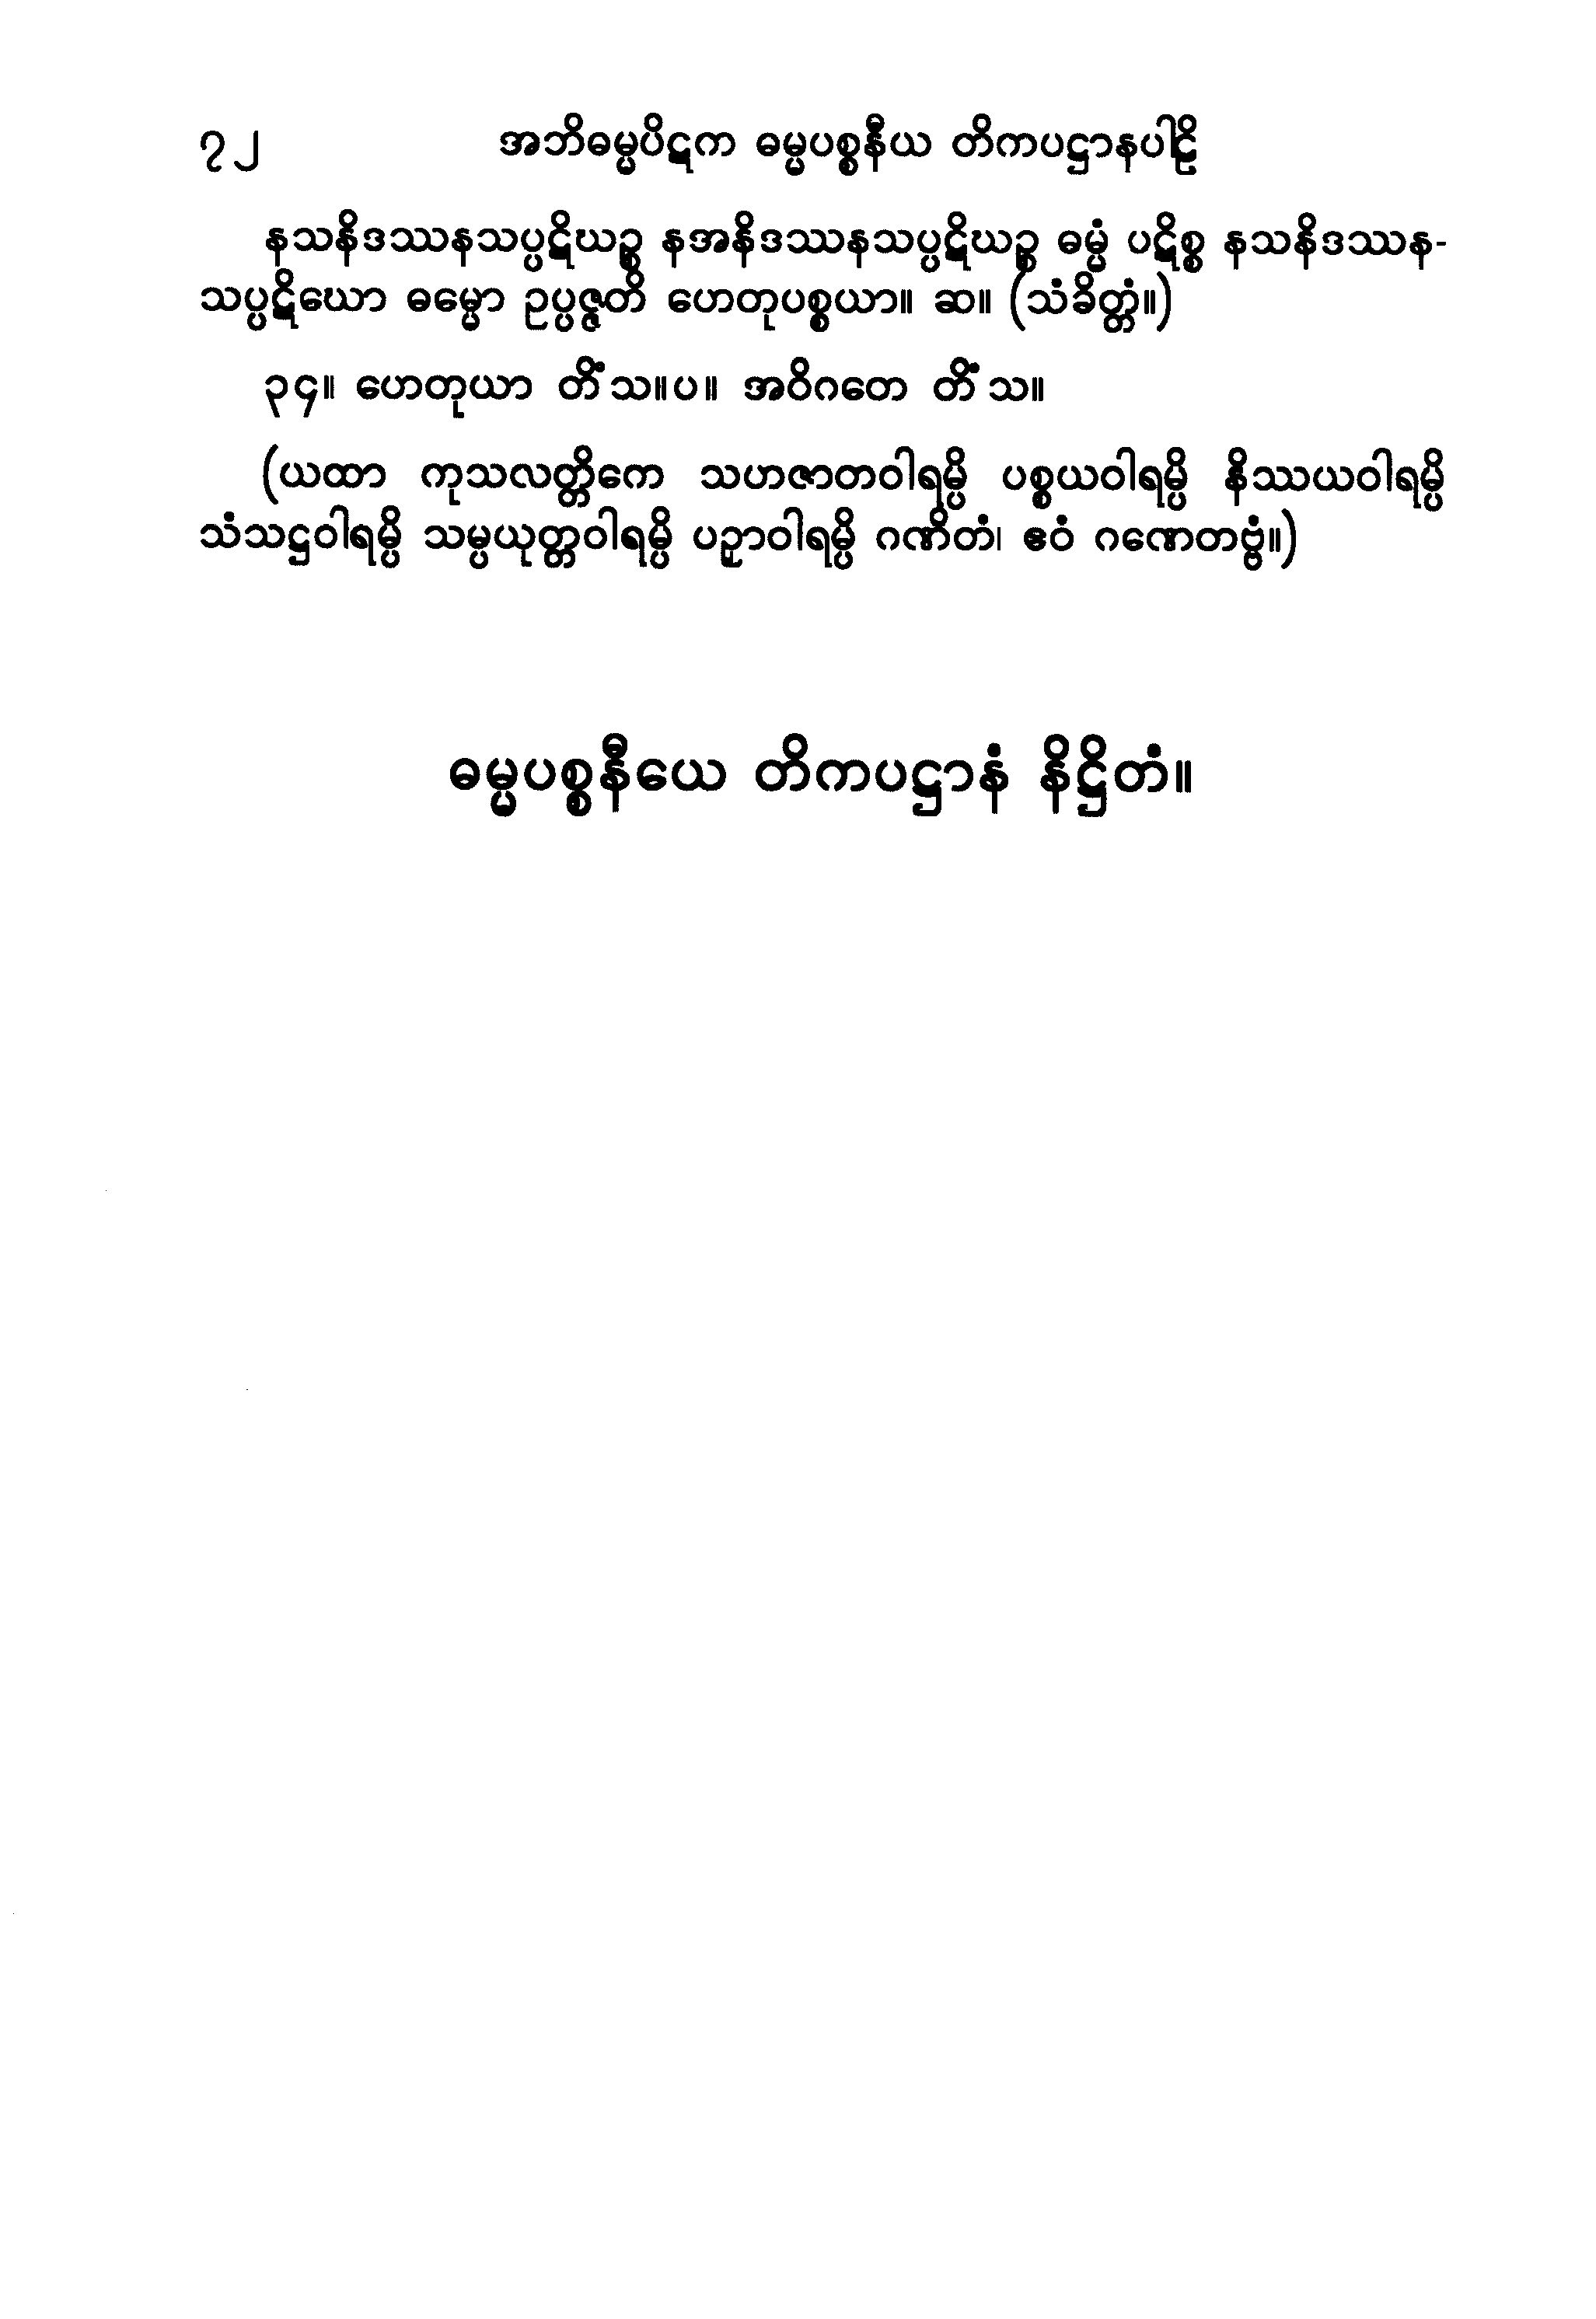 ၇၂ အဘိဓမ္မပိဋက ဓမ္မပစ္စနီယ တိကပဋ္ဌာနပါဠိ
နသနိဒဿနသပ္ပဋိဃဉ္စ နအနိဒဿနသပ္ပဋိဃဉ္စ ဓမ္မံ ပဋိစ္စ နသနိဒဿန-
သပ္ပဋိဃော ဓမ္မော ဥပ္ပဇ္ဇတိ ဟေတုပစ္စယာ။ ဆ။ (သံခိတ္တံ။)
၃၄။ ဟေတုယာ တိံသ။ပ။ အဝိဂတေ တိံသ။
(ယထာ ကုသလတ္တိကေ သဟဇာတဝါရမ္ပိ ပစ္စယဝါရမ္ပိ နိဿယဝါရမ္ပိ
သံသဋ္ဌဝါရမ္ပိ သမ္ပယုတ္တဝါရမ္ပိ ပဉှာဝါရမ္ပိ ဂဏိတံ၊ ဧဝံ ဂဏေတဗ္ဗံ။)
ဓမ္မပစ္စနီယေ တိကပဋ္ဌာနံ နိဋ္ဌိတံ။